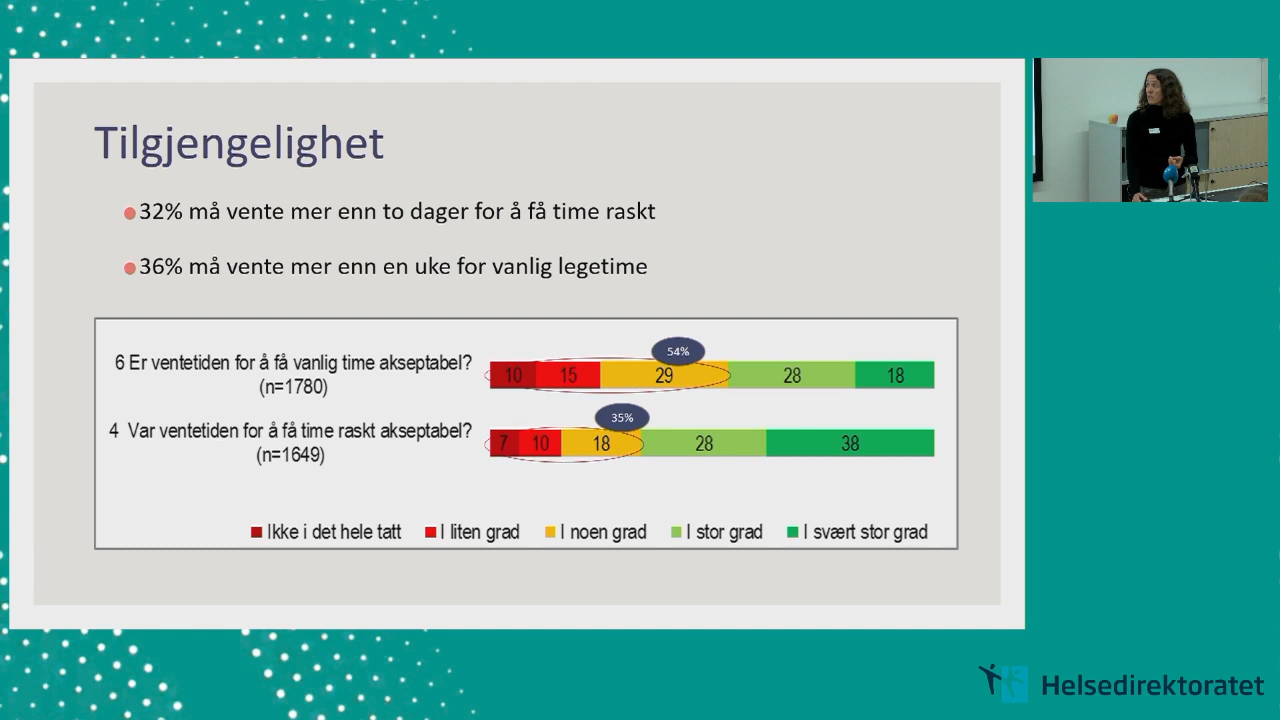 Tilgjengelighet
32% må vente mer enn to dager for å få time raskt
36% må vente mer enn en uke for vanlig legetime
54%
6 Er ventetiden for å få vanlig time akseptabel?
(n=1780)
10 15 29 28 18
35%
4 Var ventetiden for å få time raskt akseptabel?
(n=1649)
7 10 18 28 38
Ikke i det hele tatt I liten grad I noen grad I stor grad I svært stor grad
Helsedirektoratet